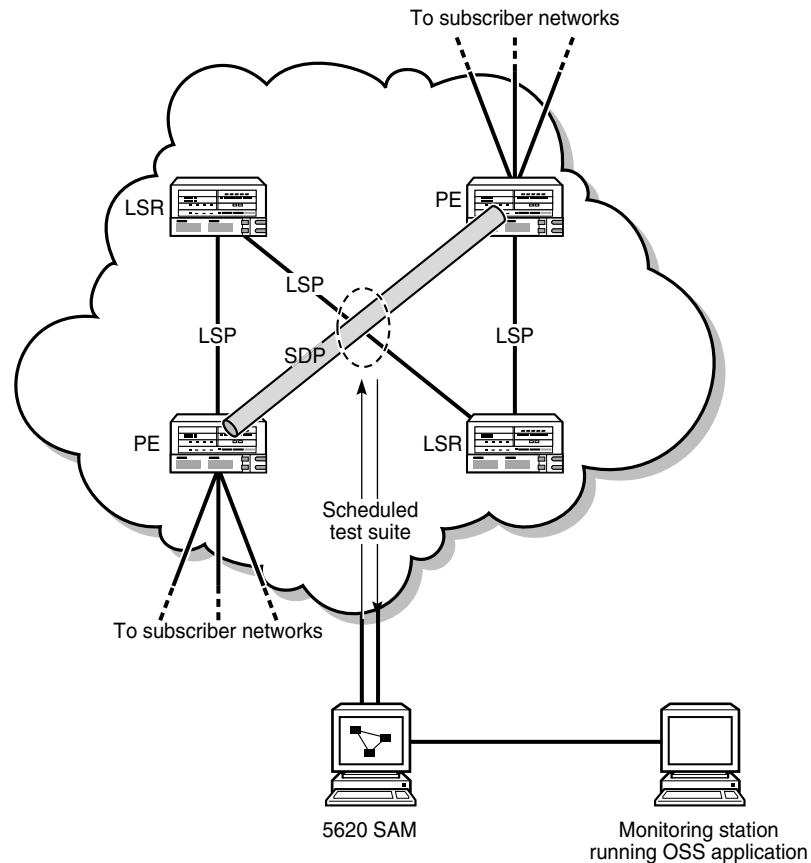 To subscriber networks
LSR
PE
LSP
LSP
LSP
SDP
PE
LSR
Scheduled
test suite
To subscriber networks
5620 SAM
Monitoring station
running OSS application